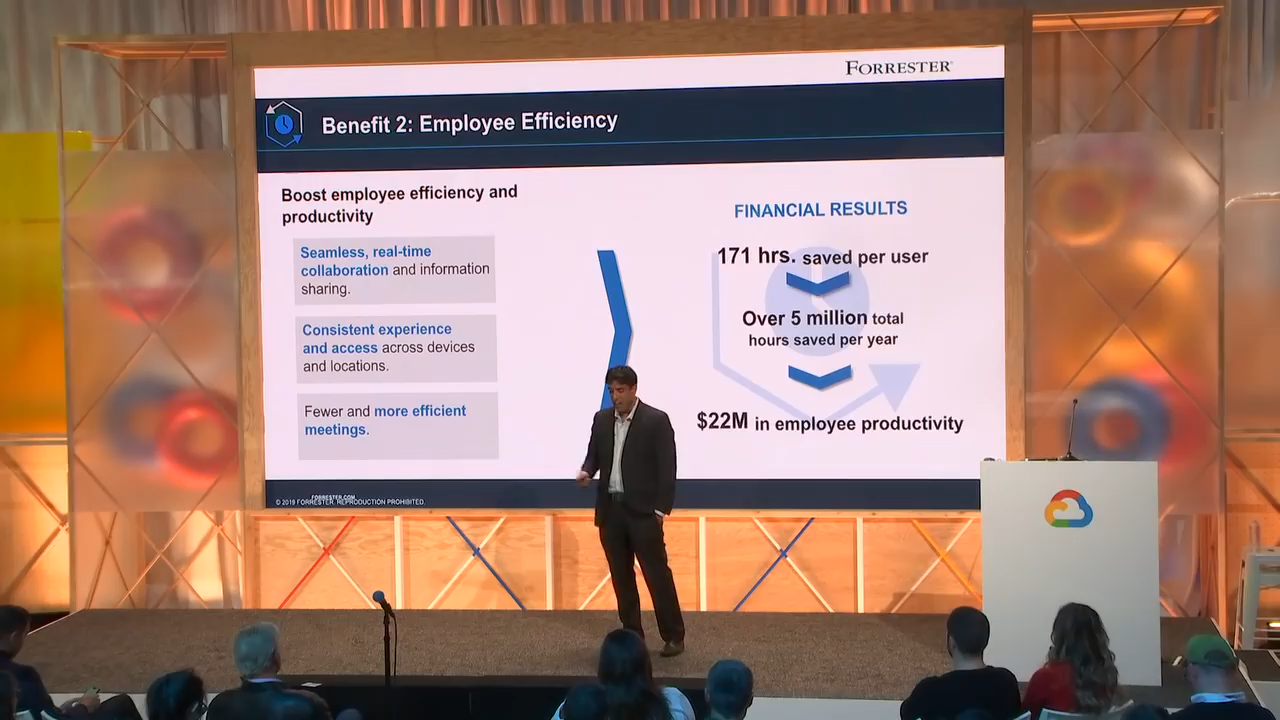 FORRESTER
Benefit 2: Employee Efficiency
Boost employee efficiency and
productivity
Seamless, real-time
collaboration and information
sharing.
Consistent experience
and access across devices
and locations.
Fewer and more efficient
meetings.
FINANCIAL RESULTS
171 hrs. saved per user
Over 5 million total
hours saved per year
$22M in employee productivity
FORRESTER.COM
© 2019 FORRESTER. REPRODUCTION PROHIBITED.